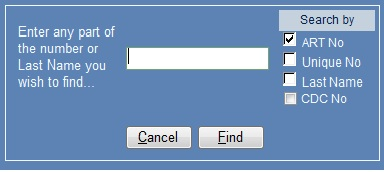 Search by
Enter any part of
the number or
Last Name you
wish to find...
ART No
Unique No
Last Name
CDC No
Cancel
Find